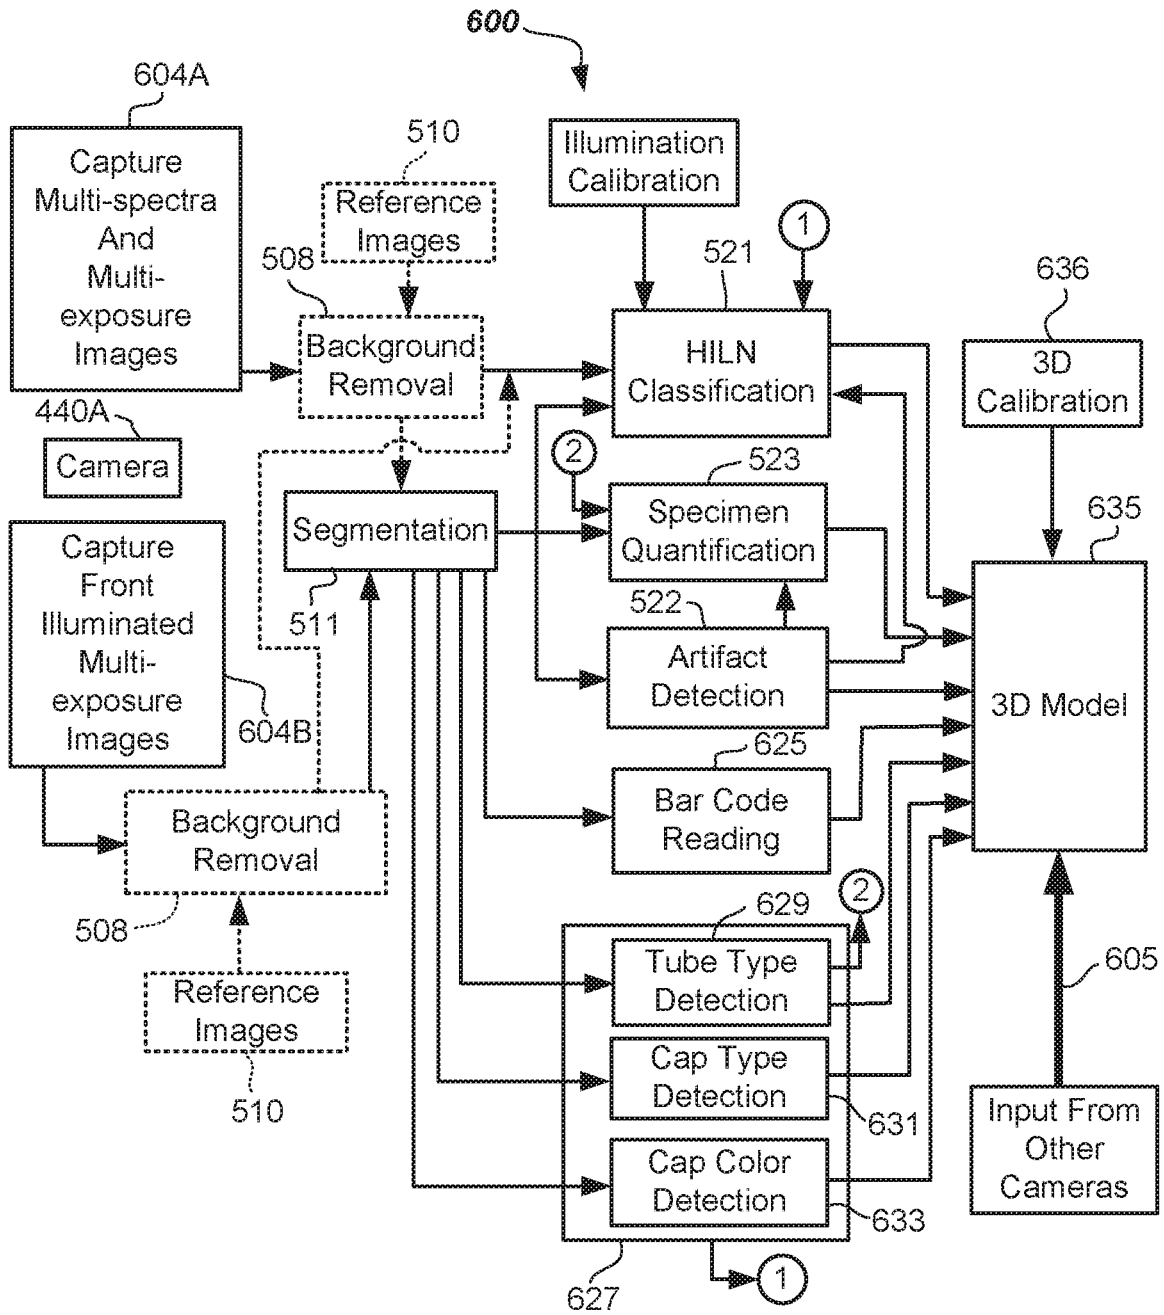 600
604A
Capture
Multi-spectra
And
Multi-
exposure
Images
510
Reference
Images
508
Background
Removal
Illumination
Calibration
1
521
HILN
Classification
636
3D
Calibration
440A
Camera
2
523
Specimen
Quantification
Segmentation
511
635
3D Model
Capture
Front
Illuminated
Multi-
exposure
Images
604B
522
Artifact
Detection
625
Bar Code
Reading
Background
Removal
508
Reference
Images
510
2
629
Tube Type
Detection
Cap Type
Detection
631
Cap Color
Detection
633
627
1
605
Input From
Other
Cameras